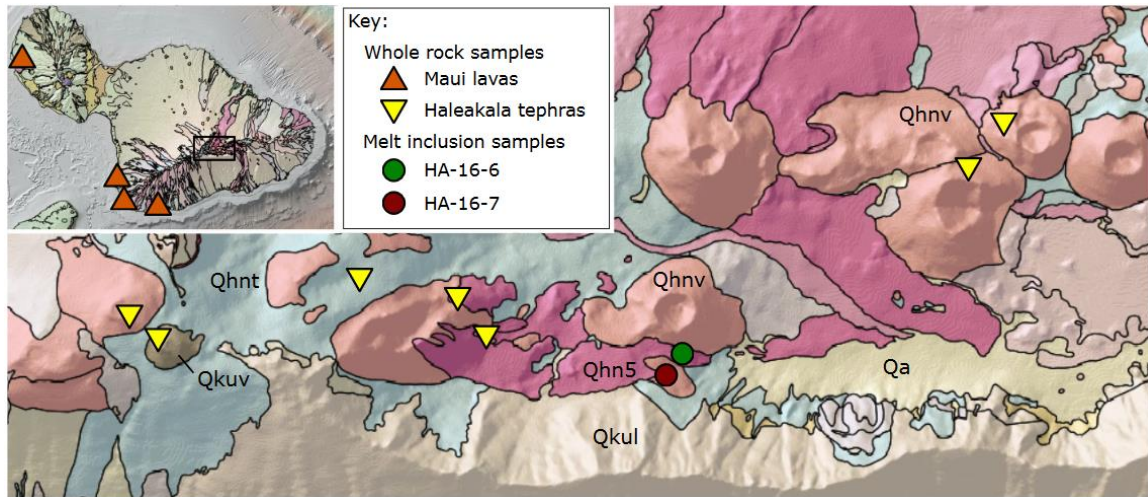 Key:
Whole rock samples
Maui lavas
Haleakala tephras
Melt inclusion samples
HA-16-6
HA-16-7
Qhnv
Qhnt
Qhnv
Qkuv
Qhn5
Qa
Qkul